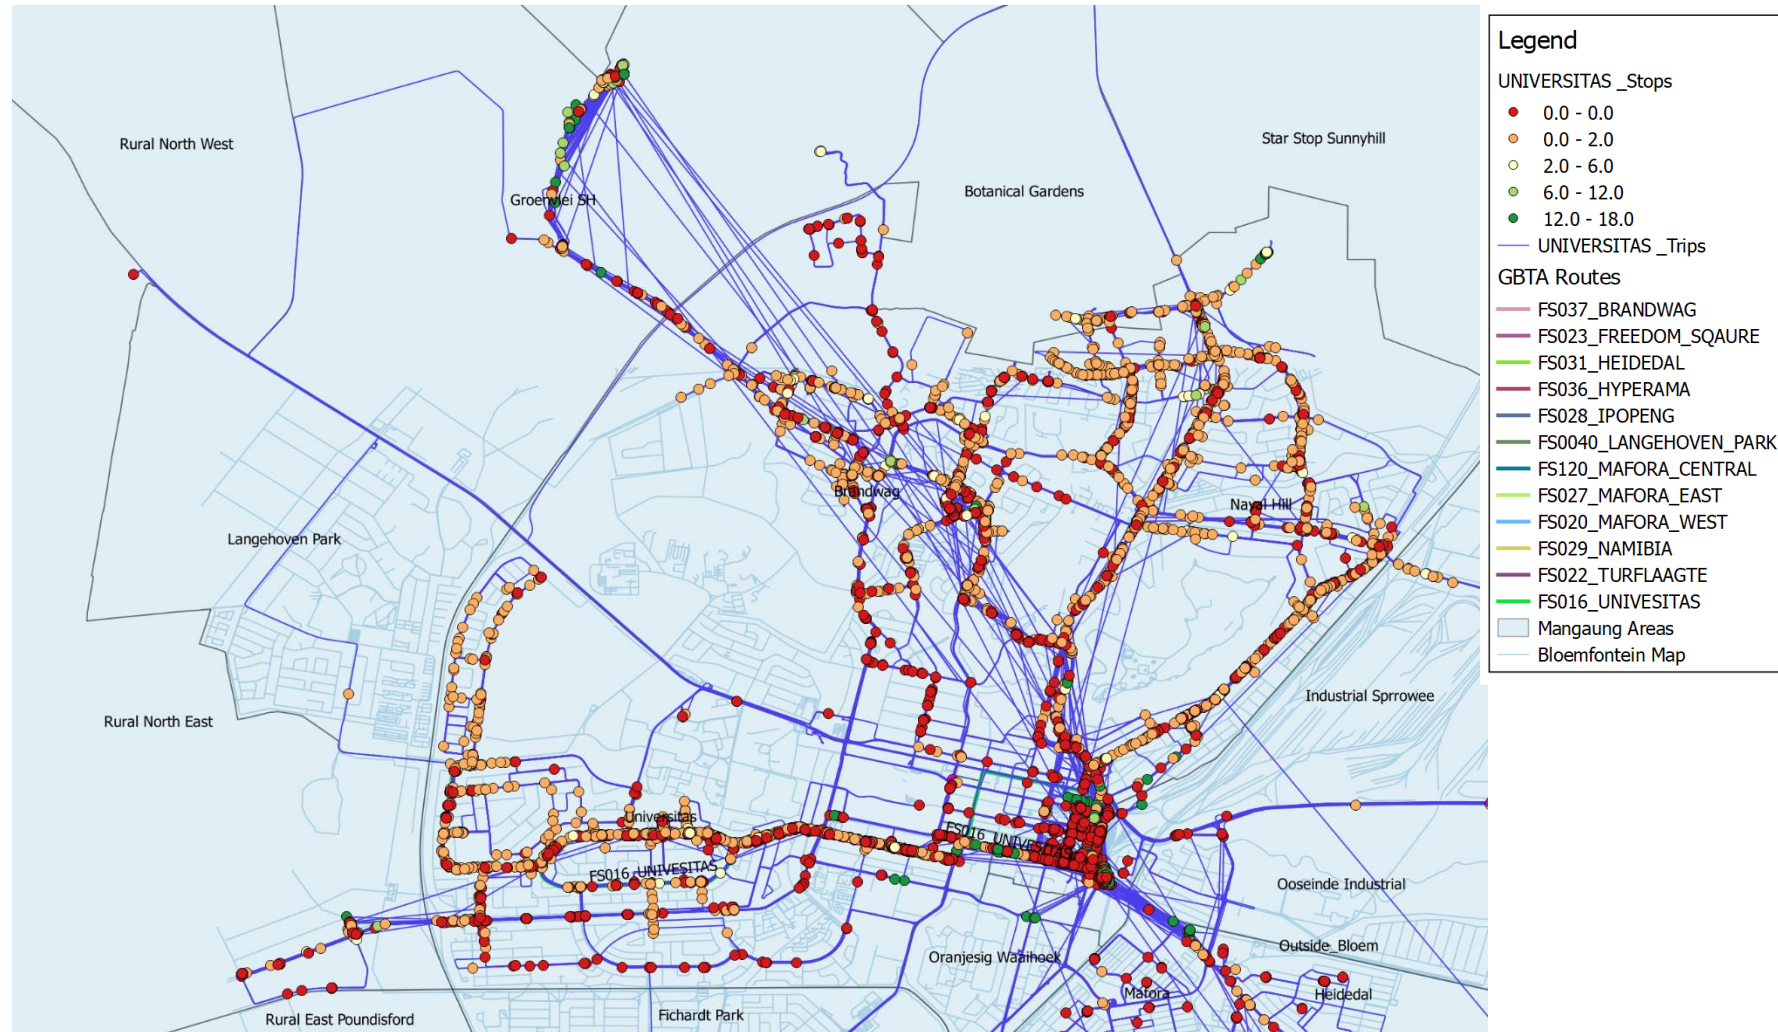 Legend
UNIVERSITAS _Stops
0.0 - 0.0
0.0 - 2.0
2.0 - 6.0
6.0 - 12.0
12.0 - 18.0
UNIVERSITAS _Trips
GBTA Routes
FS037_BRANDWAG
FS023_FREEDOM_SQAURE
FS031_HEIDEDAL
FS036_HYPERAMA
FS028_IPOPENG
FS0040_LANGEHOVEN_PARK
FS120_MAFORA_CENTRAL
FS027_MAFORA_EAST
FS020_MAFORA_WEST
FS029_NAMIBIA
FS022_TURFLAAGTE
FS016_UNIVESITAS
Mangaung Areas
Bloemfontein Map
Rural North West
Star Stop Sunnyhill
Botanical Gardens
Groenvlei SH
Brandwag
Naval Hill
Langehoven Park
Industrial Sprrowee
Rural North East
Universitas
FS016_UNIVESITAS
FS016_UNIVESITAS
Ooseinde Industrial
Outside_Bloem
Oranjesig Waaihoek
Mafora
Heidedal
Fichardt Park
Rural East Poundisford